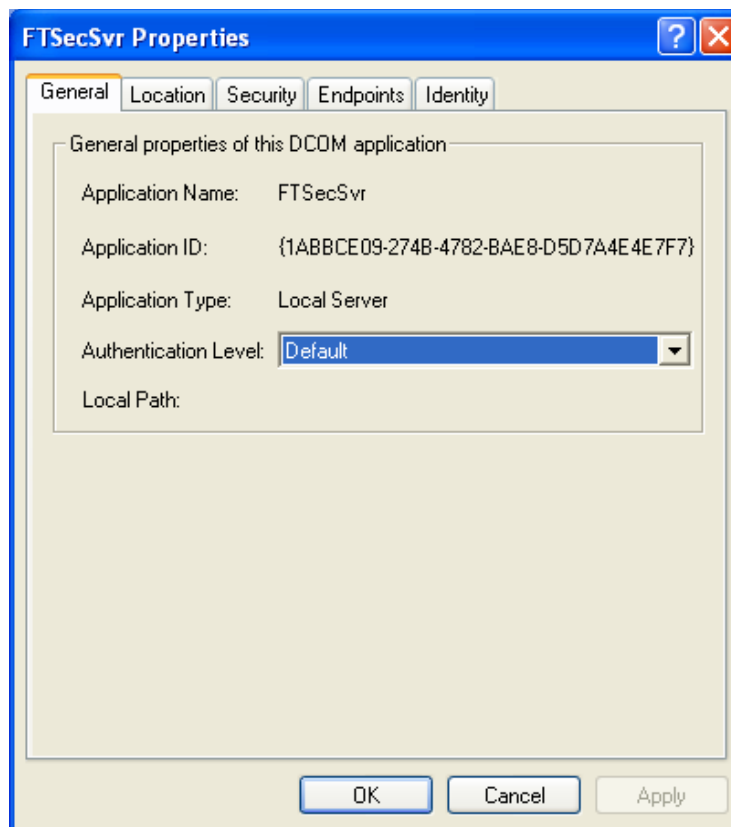 FTSecSvr Properties
General Location Security Endpoints Identity
General properties of this DCOM application
Application Name: FTSecSvr
Application ID: {1ABBCE09-274B-4782-BAE8-D5D7A4E4E7F7}
Application Type: Local Server
Authentication Level: Default
Local Path:
OK Cancel Apply